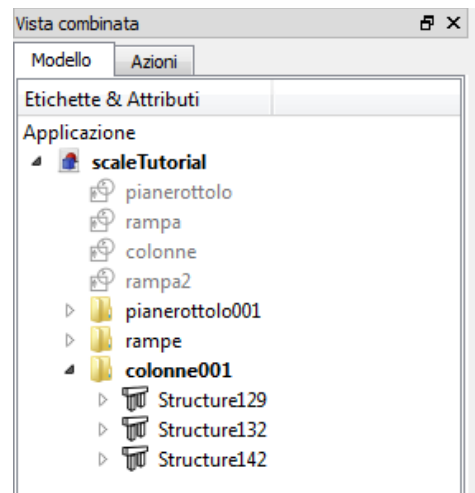 Vista combinata
Modello Azioni
Etichette & Attributi
Applicazione
scaleTutorial
pianerottolo
rampa
colonne
rampa2
pianerottolo001
rampe
colonne001
Structure129
Structure132
Structure142